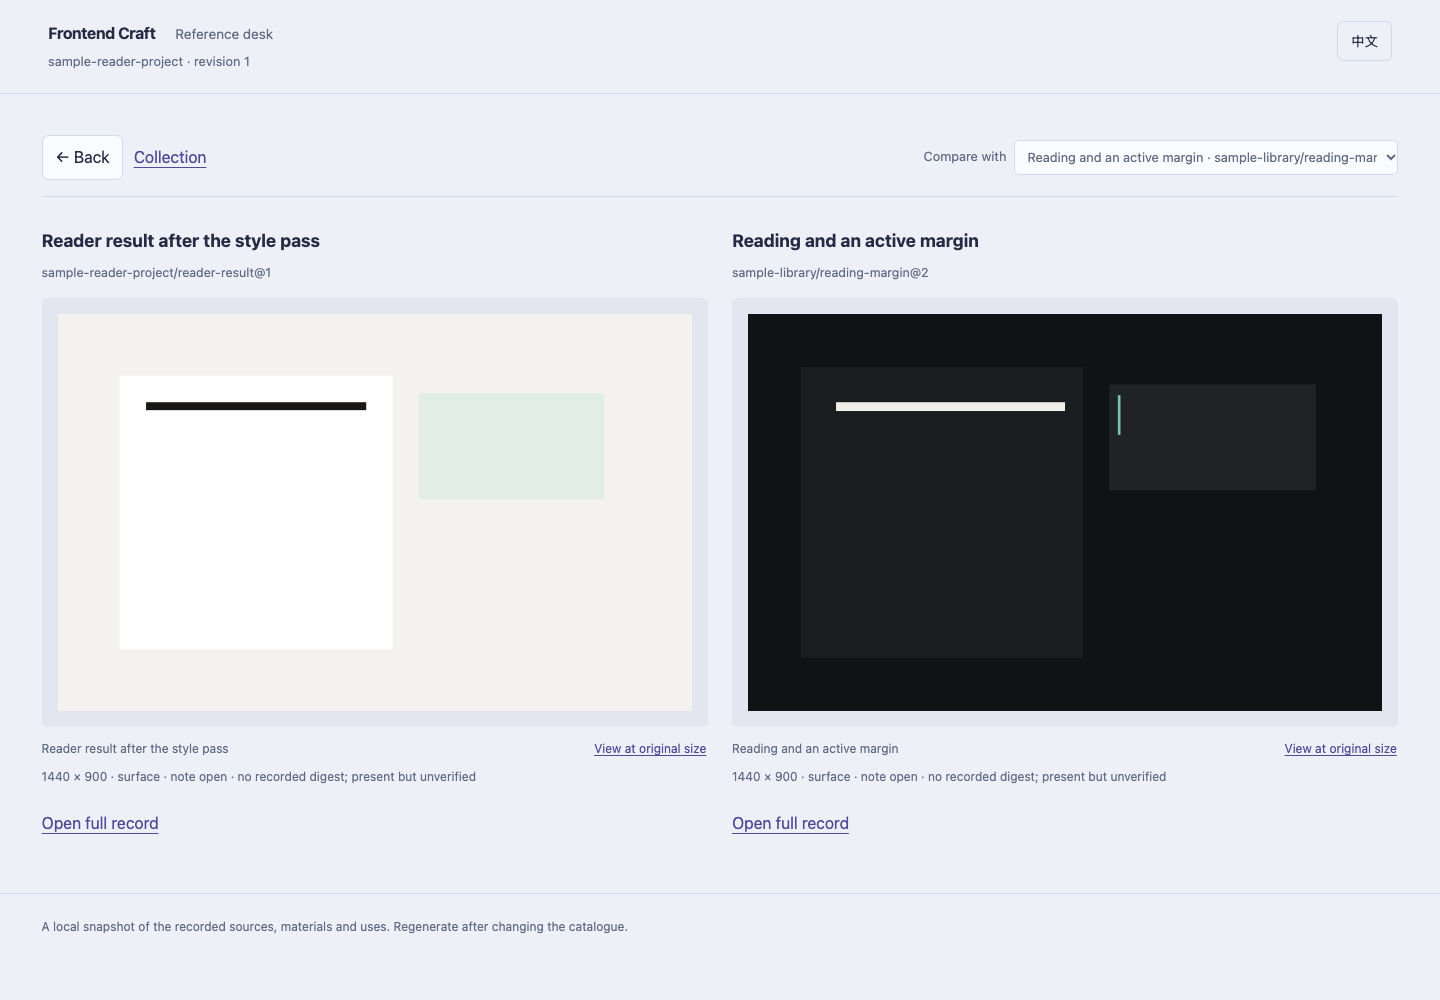 Frontend Craft Reference desk
sample-reader-project · revision 1
中文
← Back Collection
Compare with Reading and an active margin · sample-library/reading-mar
Reader result after the style pass
sample-reader-project/reader-result@1
Reader result after the style pass View at original size
1440 × 900 · surface · note open · no recorded digest; present but unverified
Open full record
Reading and an active margin
sample-library/reading-margin@2
Reading and an active margin View at original size
1440 × 900 · surface · note open · no recorded digest; present but unverified
Open full record
A local snapshot of the recorded sources, materials and uses. Regenerate after changing the catalogue.